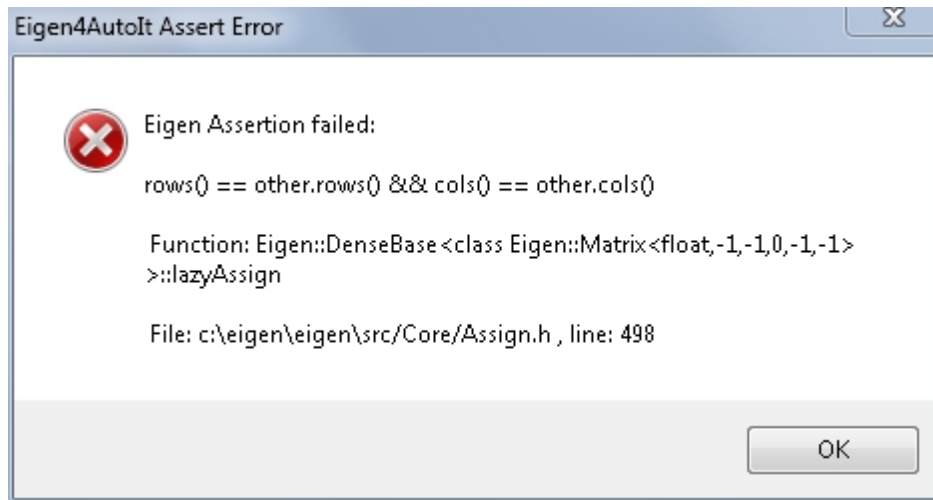 Eigen4AutoIt Assert Error
Eigen Assertion failed:
rows() == other.rows() && cols() == other.cols()
Function: Eigen::DenseBase<class Eigen::Matrix<float,-1,-1,0,-1,-1>
>::lazyAssign
File: c:\eigen\eigen\src/Core/Assign.h , line: 498
OK